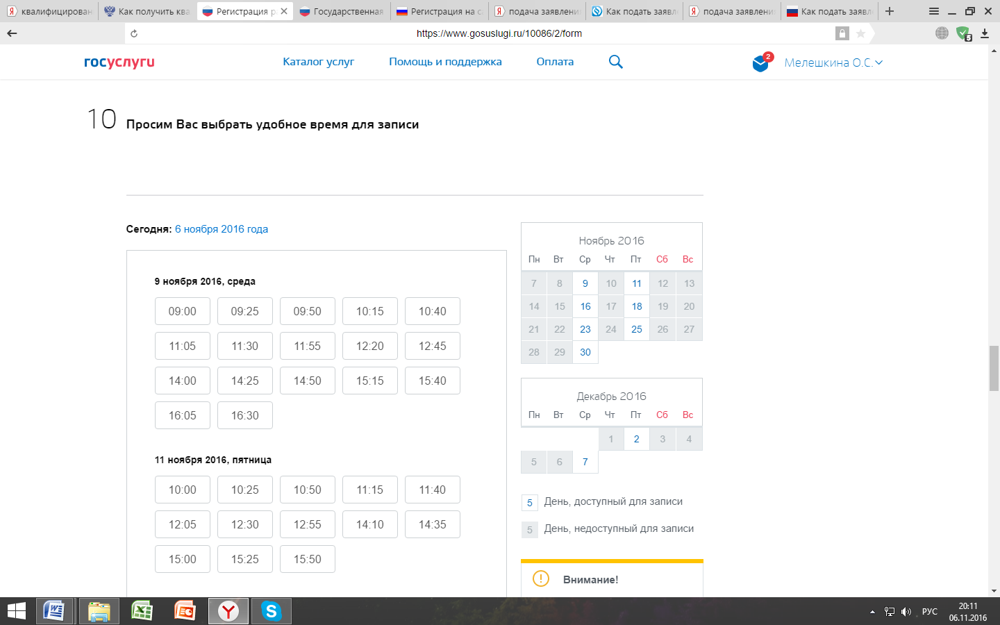 квалифицирован
Как получить ква
Регистрация р
Государственная
Регистрация на с
подача заявлени
Как подать заявл
подача заявлени
Как подать заявл
https://www.gosuslugi.ru/10086/2/form
5
госуслуги
Каталог услуг
Помощь и поддержка
Оплата
2
Мелешкина О.С.
10 Просим Вас выбрать удобное время для записи
Сегодня: 6 ноября 2016 года
9 ноября 2016, среда
09:00 09:25 09:50 10:15 10:40
11:05 11:30 11:55 12:20 12:45
14:00 14:25 14:50 15:15 15:40
16:05 16:30
11 ноября 2016, пятница
10:00 10:25 10:50 11:15 11:40
12:05 12:30 12:55 14:10 14:35
15:00 15:25 15:50
Ноябрь 2016
Пн Вт Ср Чт Пт Сб Вс
7 8 9 10 11 12 13
14 15 16 17 18 19 20
21 22 23 24 25 26 27
28 29 30
Декабрь 2016
Пн Вт Ср Чт Пт Сб Вс
1 2 3 4
5 6 7
5 День, доступный для записи
5 День, недоступный для записи
Внимание!
РУС
20:11
06.11.2016